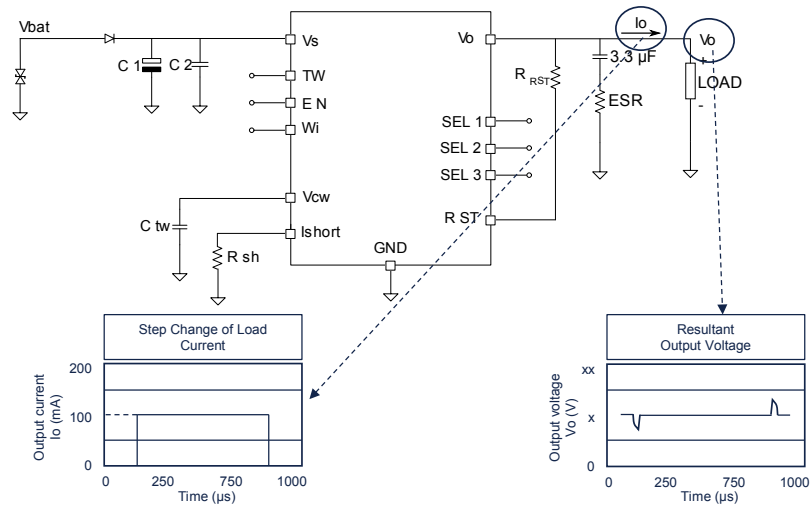 Vbat
C 1
C 2
Vs
TW
E N
Wi
Vcw
Ishort
GND
C tw
R sh
Vo
SEL 1
SEL 2
SEL 3
R ST
R RST
3.3 µF
ESR
Io
Vo
+
LOAD
-
Step Change of Load
Current
Output current
Io (mA)
200
100
0
0 250 750 1000
Time (µs)
Resultant
Output Voltage
Output voltage
Vo (V)
xx
x
0
0 250 750 1000
Time (µs)